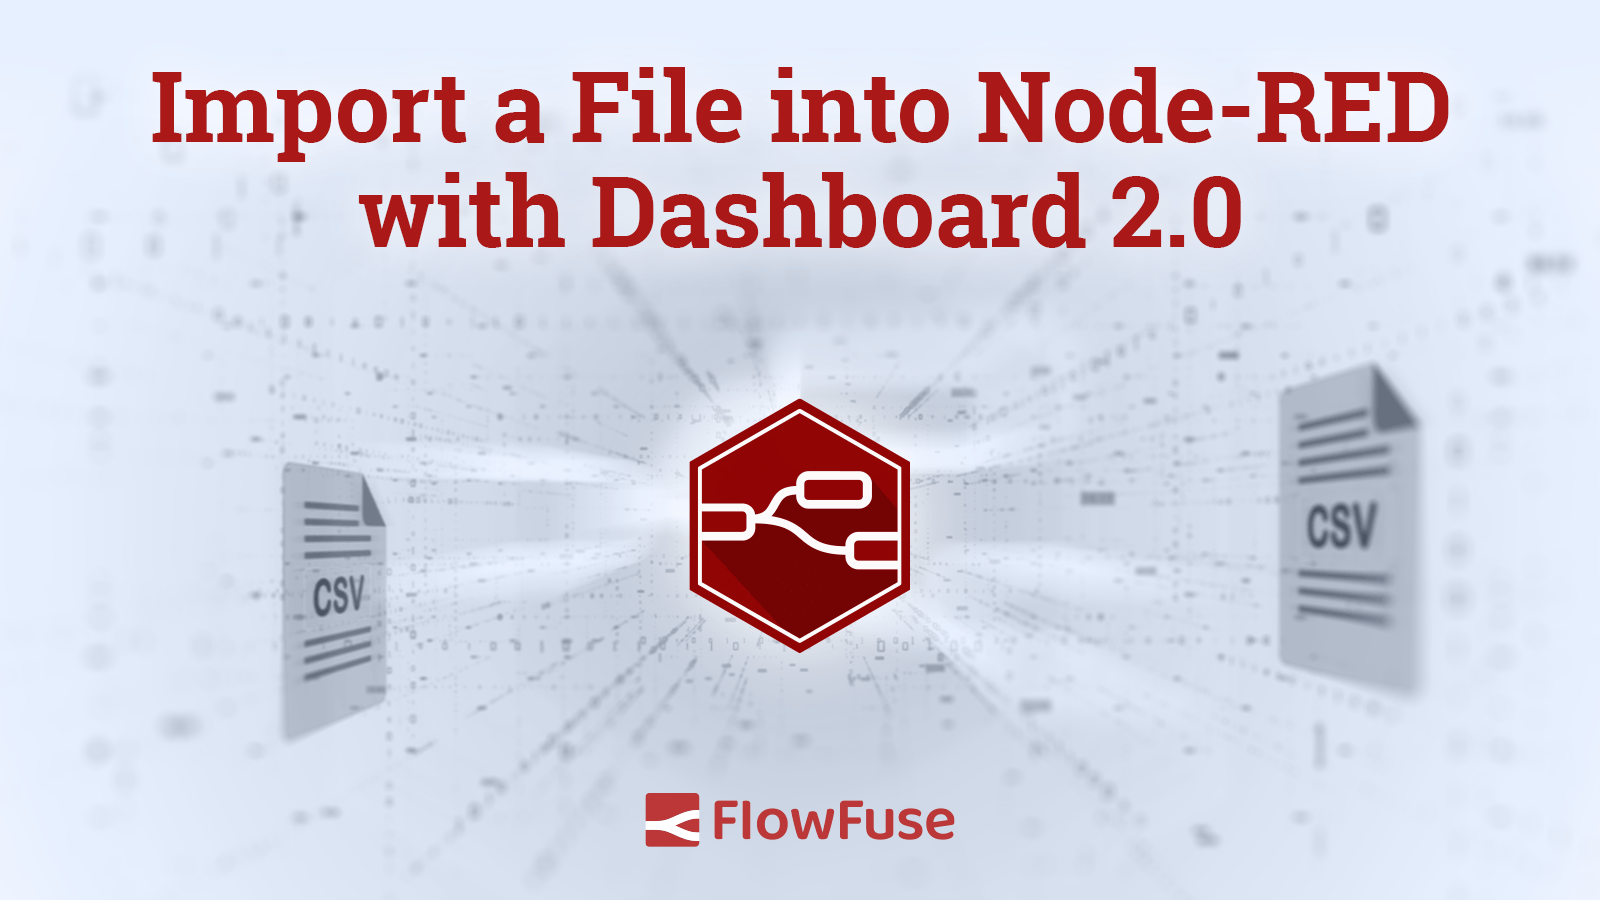 Import a File into Node-RED
with Dashboard 2.0
CSV
CSV
FlowFuse